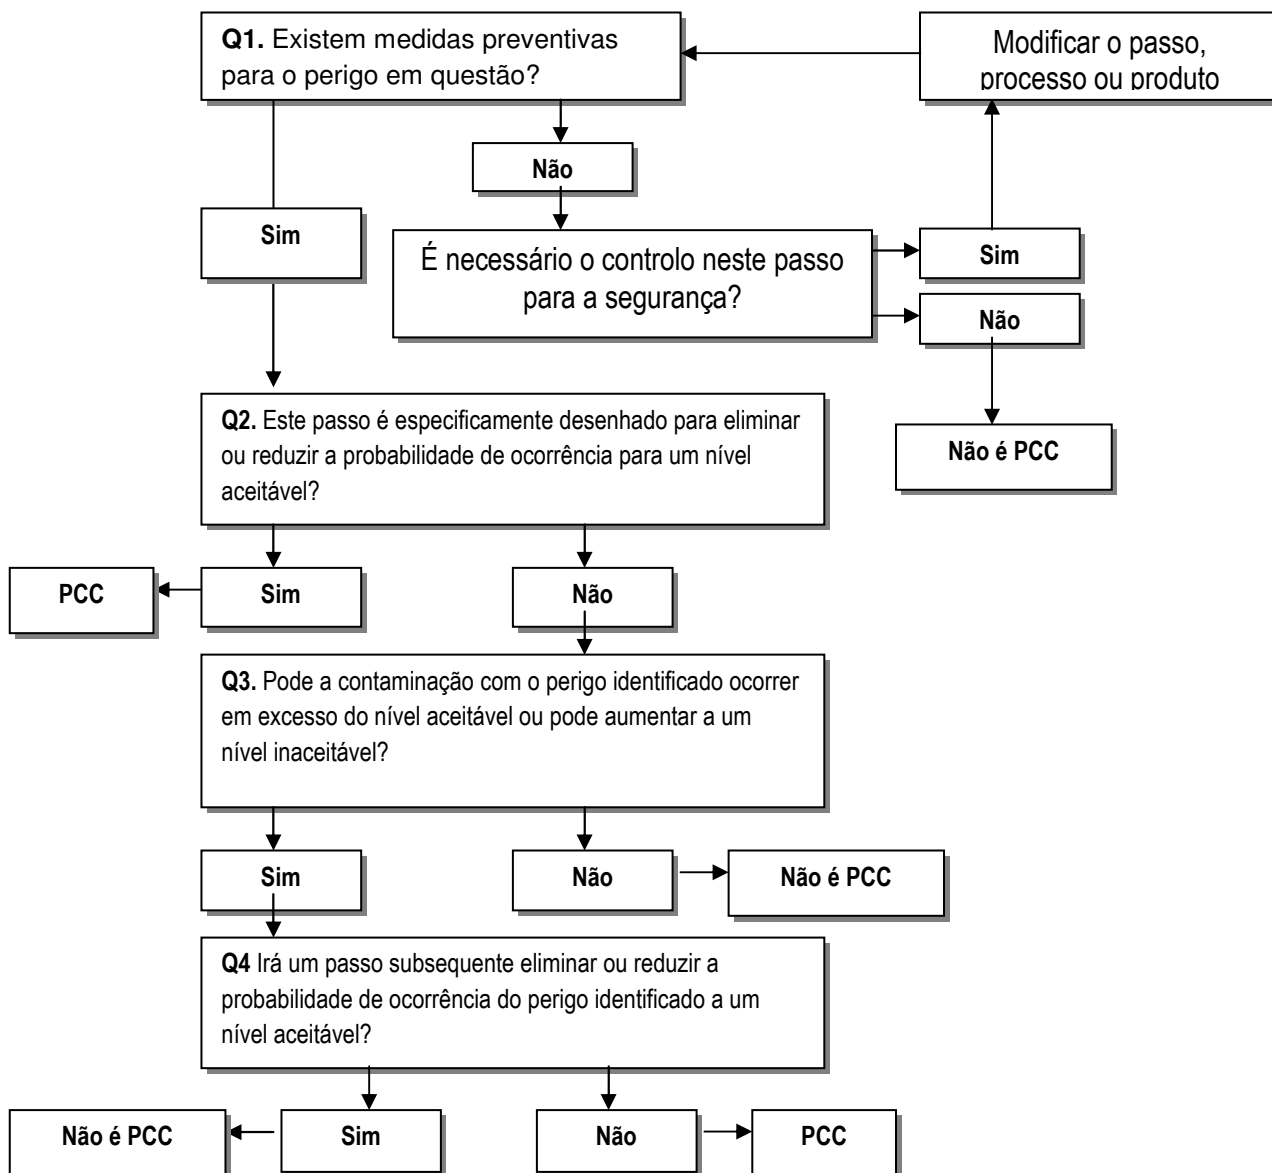 Q1. Existem medidas preventivas
para o perigo em questão?
Modificar o passo,
processo ou produto
Não
Sim
É necessário o controlo neste passo
para a segurança?
Sim
Não
Não é PCC
Q2. Este passo é especificamente desenhado para eliminar
ou reduzir a probabilidade de ocorrência para um nível
aceitável?
PCC
Sim
Não
Q3. Pode a contaminação com o perigo identificado ocorrer
em excesso do nível aceitável ou pode aumentar a um
nível inaceitável?
Sim
Não
Não é PCC
Q4 Irá um passo subsequente eliminar ou reduzir a
probabilidade de ocorrência do perigo identificado a um
nível aceitável?
Não é PCC
Sim
Não
PCC